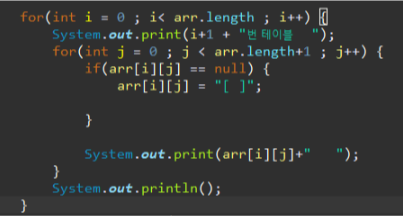 for(int i = 0 ; i< arr.length ; i++) {
    System.out.print(i+1 + "번 테이블  ");
    for(int j = 0 ; j < arr.length+1 ; j++) {
        if(arr[i][j] == null) {
            arr[i][j] = "[ ]";
        }
        System.out.print(arr[i][j]+"   ");
    }
    System.out.println();
}